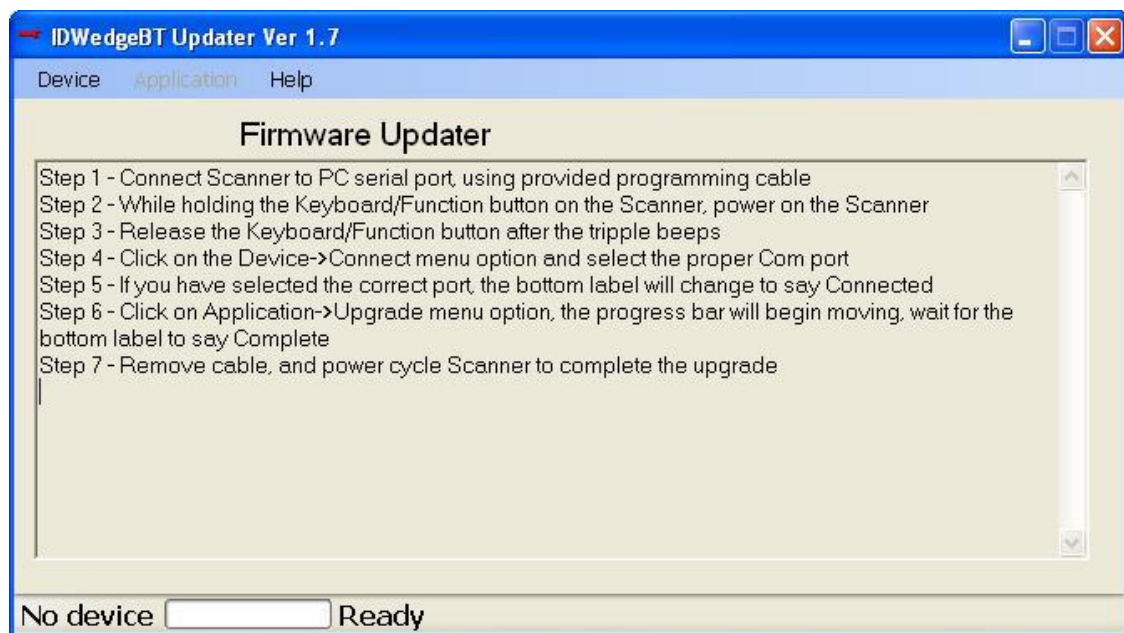 IDWedgeBT Updater Ver 1.7
Device Application Help
Firmware Updater
Step 1 - Connect Scanner to PC serial port, using provided programming cable
Step 2 - While holding the Keyboard/Function button on the Scanner, power on the Scanner
Step 3 - Release the Keyboard/Function button after the tripple beeps
Step 4 - Click on the Device->Connect menu option and select the proper Com port
Step 5 - If you have selected the correct port, the bottom label will change to say Connected
Step 6 - Click on Application->Upgrade menu option, the progress bar will begin moving, wait for the
bottom label to say Complete
Step 7 - Remove cable, and power cycle Scanner to complete the upgrade
No device Ready